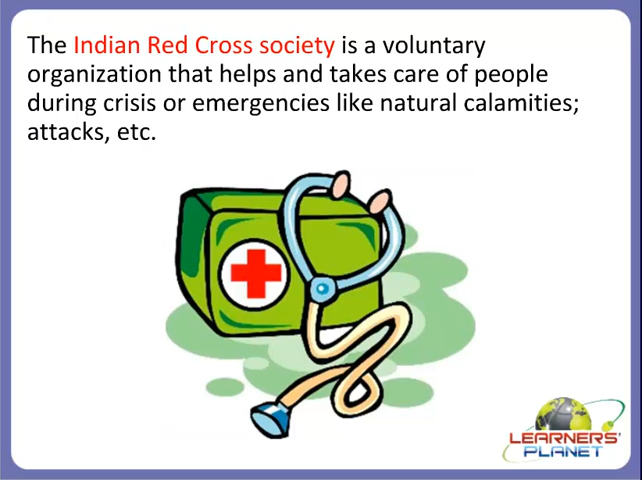 The Indian Red Cross society is a voluntary
organization that helps and takes care of people
during crisis or emergencies like natural calamities;
attacks, etc.
LEARNERS'
PLANET